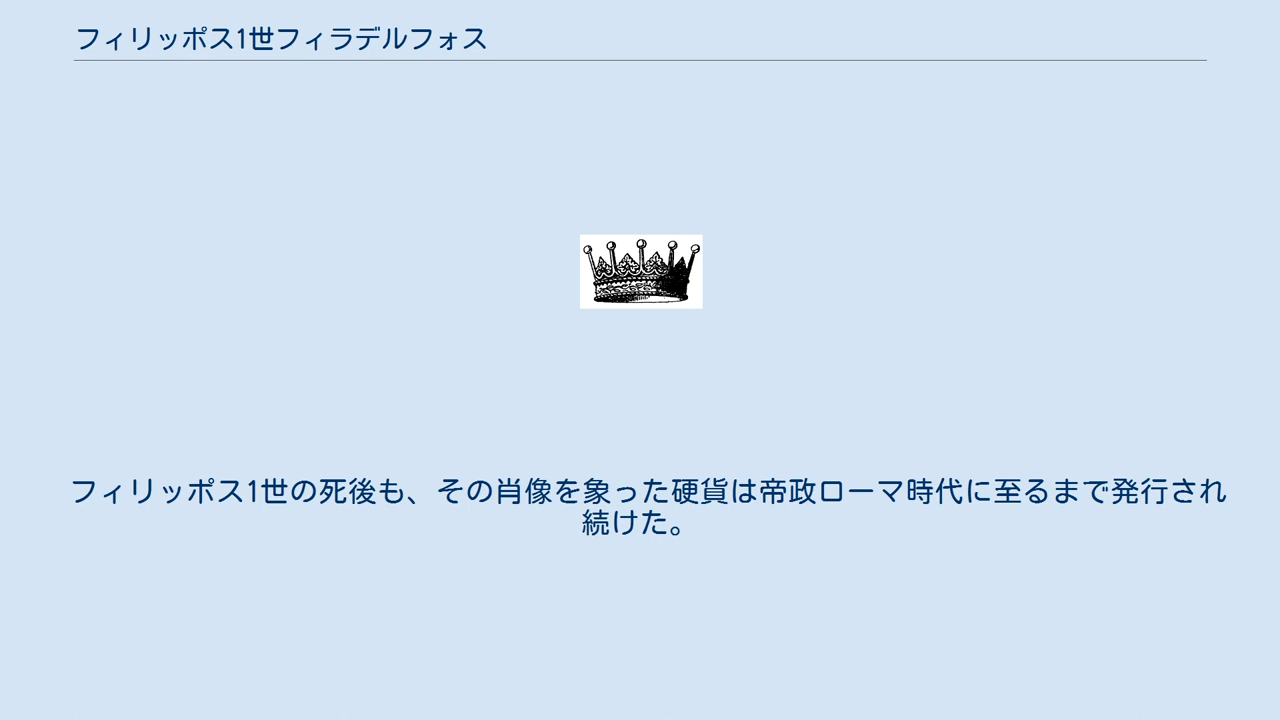 フィリッポス1世フィラデルフォス
フィリッポス1世の死後も、その肖像を象った硬貨は帝政ローマ時代に至るまで発行され
続けた。